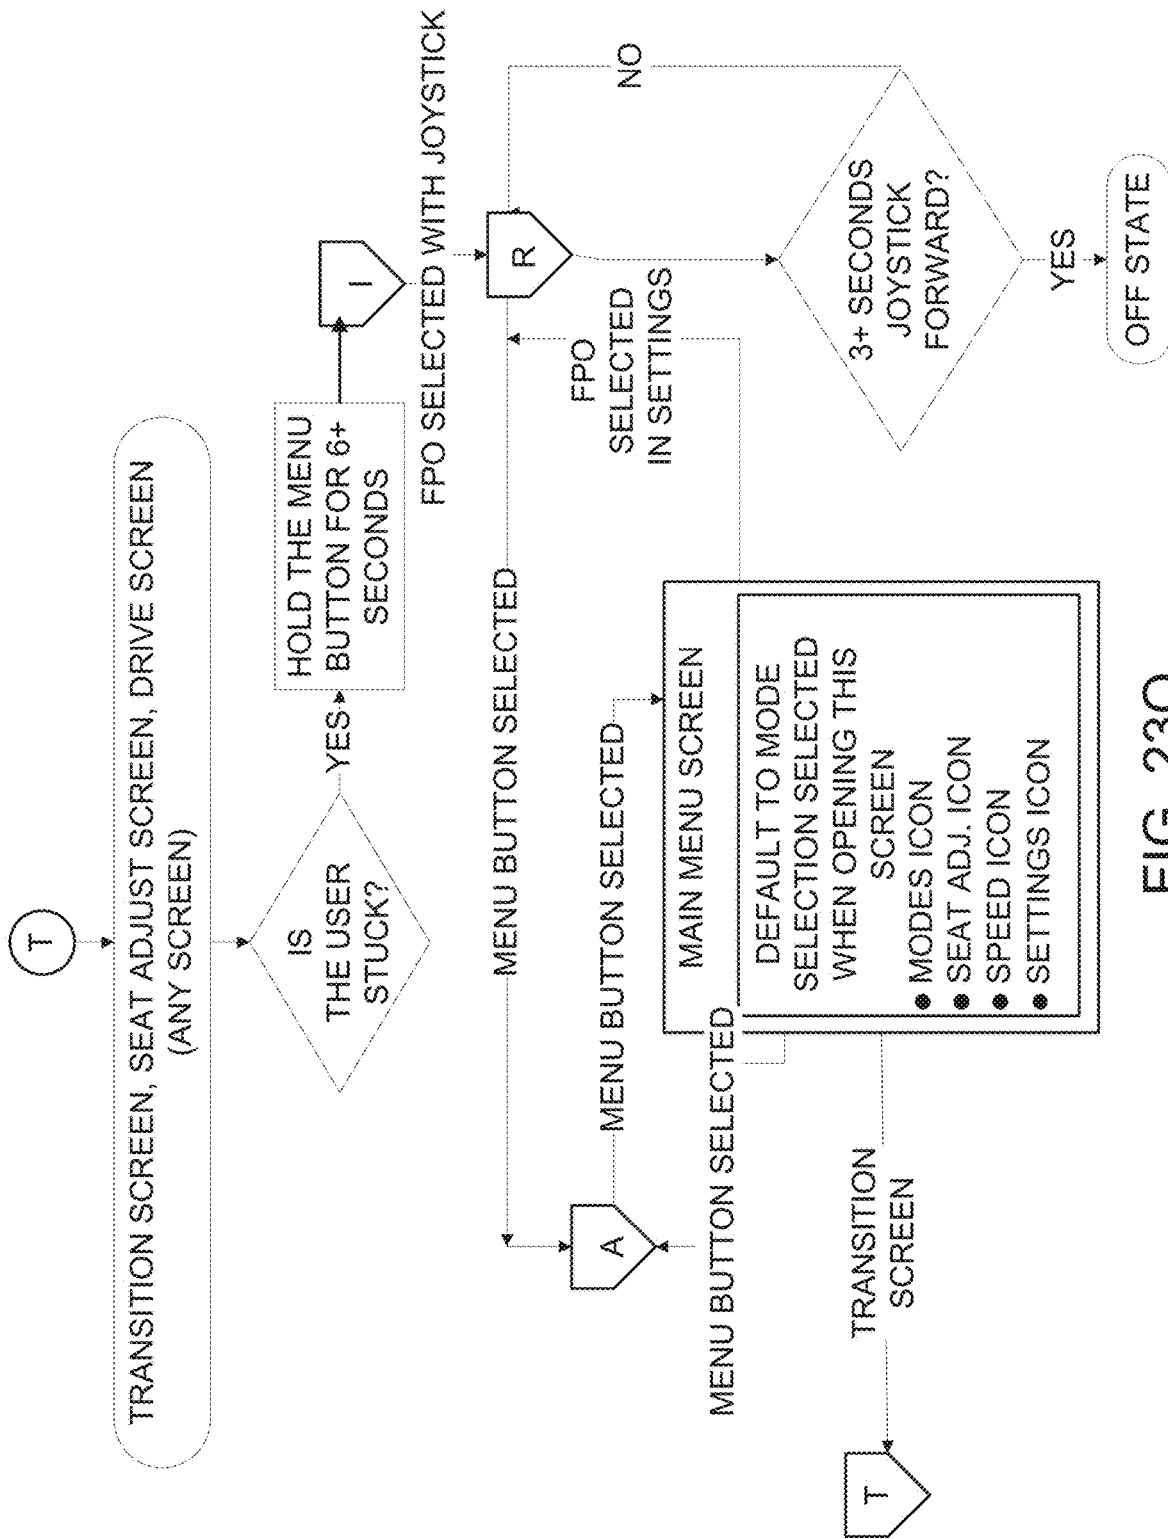 T
TRANSITION SCREEN, SEAT ADJUST SCREEN, DRIVE SCREEN
(ANY SCREEN)
IS
THE USER
STUCK?
YES
HOLD THE MENU
BUTTON FOR 6+
SECONDS
I
FPO SELECTED WITH JOYSTICK
MENU BUTTON SELECTED
R
NO
A
MENU BUTTON SELECTED
FPO
SELECTED
IN SETTINGS
MENU BUTTON SELECTED
MAIN MENU SCREEN
DEFAULT TO MODE
SELECTION SELECTED
WHEN OPENING THIS
SCREEN
● MODES ICON
● SEAT ADJ. ICON
● SPEED ICON
● SETTINGS ICON
3+ SECONDS
JOYSTICK
FORWARD?
YES
OFF STATE
T
TRANSITION
SCREEN